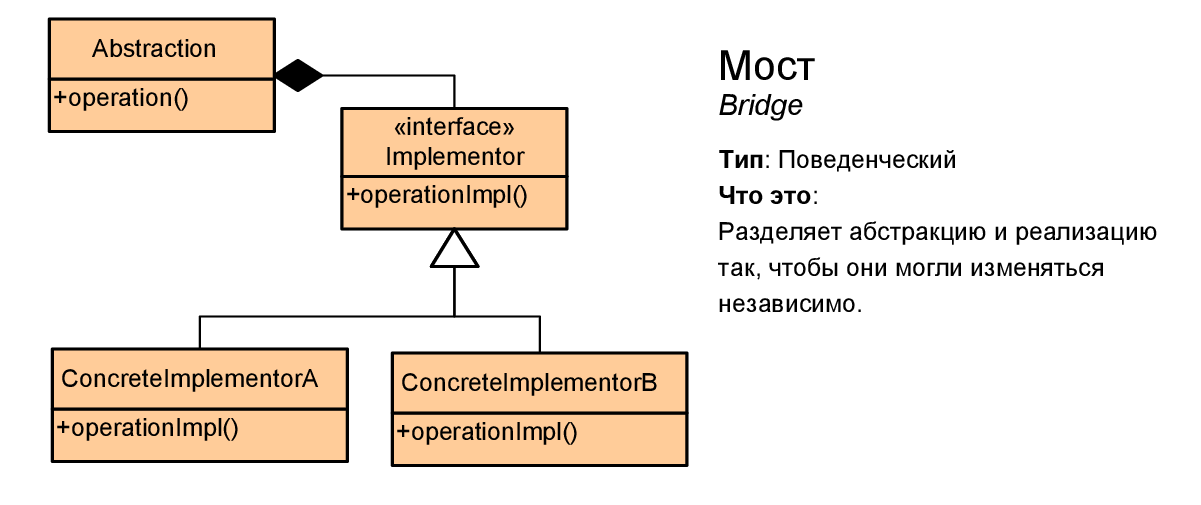 Abstraction
+operation()
«interface»
Implementor
+operationImpl()
ConcreteImplementorA
+operationImpl()
ConcreteImplementorB
+operationImpl()
Мост
Bridge
Тип: Поведенческий
Что это:
Разделяет абстракцию и реализацию
так, чтобы они могли изменяться
независимо.